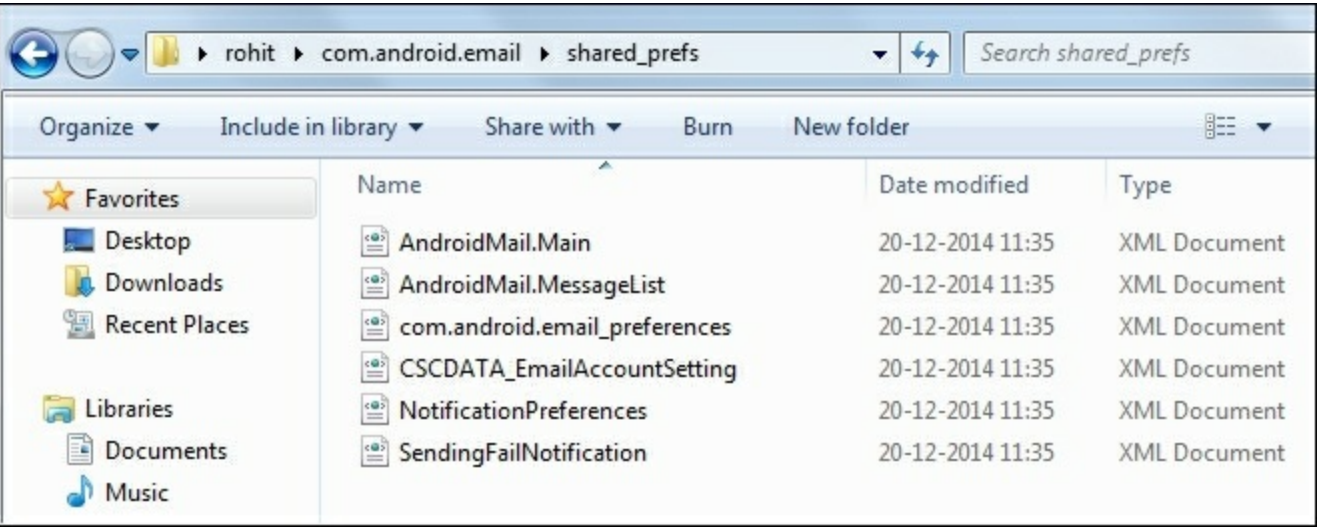 rohit com.android.email shared_prefs Search shared_prefs
Organize Include in library Share with Burn New folder
Favorites
Desktop
Downloads
Recent Places
Libraries
Documents
Music
Name Date modified Type
AndroidMail.Main 20-12-2014 11:35 XML Document
AndroidMail.MessageList 20-12-2014 11:35 XML Document
com.android.email_preferences 20-12-2014 11:35 XML Document
CSCDATA_EmailAccountSetting 20-12-2014 11:35 XML Document
NotificationPreferences 20-12-2014 11:35 XML Document
SendingFailNotification 20-12-2014 11:35 XML Document